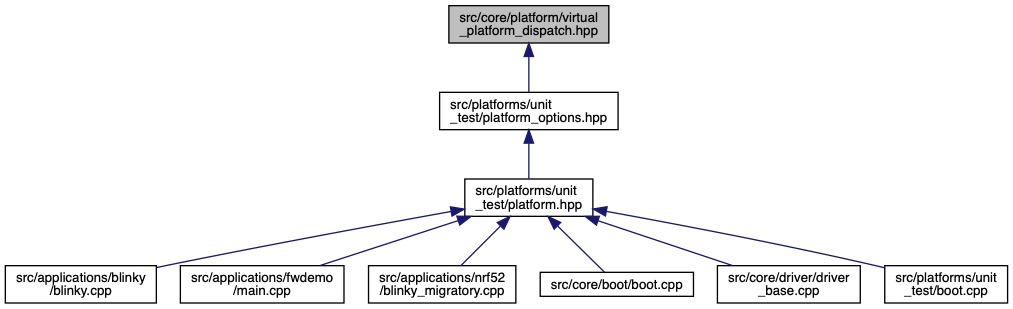 src/core/platform/virtual
_platform_dispatch.hpp
src/platforms/unit
_test/platform_options.hpp
src/platforms/unit
_test/platform.hpp
src/applications/blinky
/blinky.cpp
src/applications/fwdemo
/main.cpp
src/applications/nrf52
/blinky_migratory.cpp
src/core/boot/boot.cpp
src/core/driver/driver
_base.cpp
src/platforms/unit
_test/boot.cpp